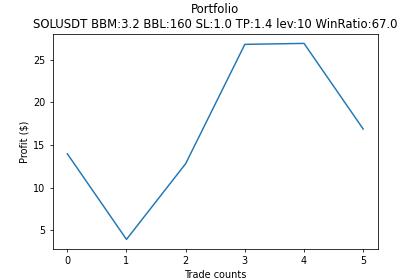 Portfolio
SOLUSDT BBM:3.2 BBL:160 SL:1.0 TP:1.4 lev:10 WinRatio:67.0
25
20
15
10
5
Profit ($)
0 1 2 3 4 5
Trade counts